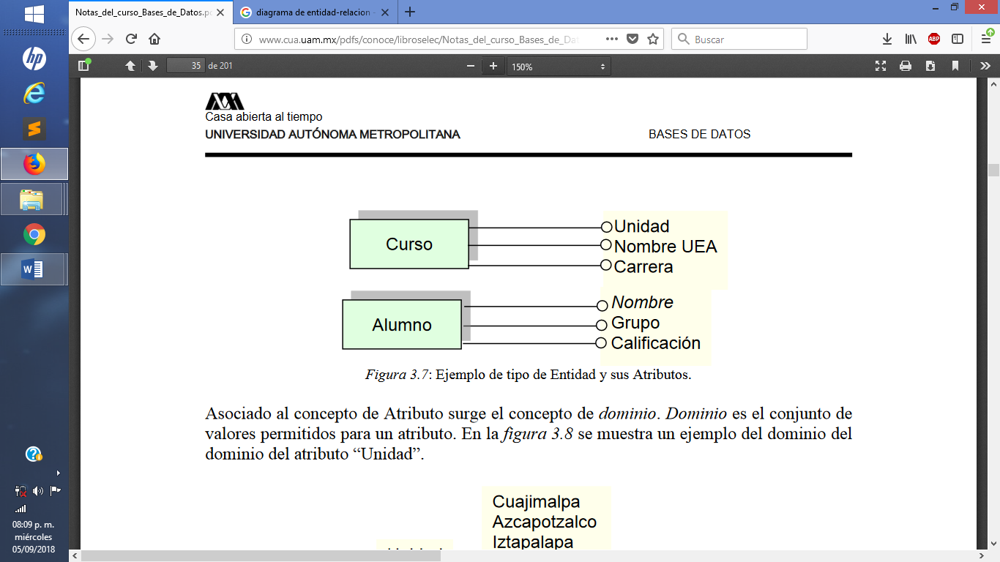 Notas_del_curso_Bases_de_Datos.pd
diagrama de entidad-relacion -
www.cua.uam.mx/pdfs/conoce/libroselec/Notas_del_curso_Bases_de_Da
Buscar
ABP
35 de 201
150%
hp
Casa abierta al tiempo
UNIVERSIDAD AUTÓNOMA METROPOLITANA
BASES DE DATOS
Curso
Unidad
Nombre UEA
Carrera
Alumno
Nombre
Grupo
Calificación
Figura 3.7: Ejemplo de tipo de Entidad y sus Atributos.
Asociado al concepto de Atributo surge el concepto de dominio. Dominio es el conjunto de
valores permitidos para un atributo. En la figura 3.8 se muestra un ejemplo del dominio del
dominio del atributo “Unidad”.
Cuajimalpa
Azcapotzalco
Iztapalapa
08:09 p. m.
miércoles
05/09/2018